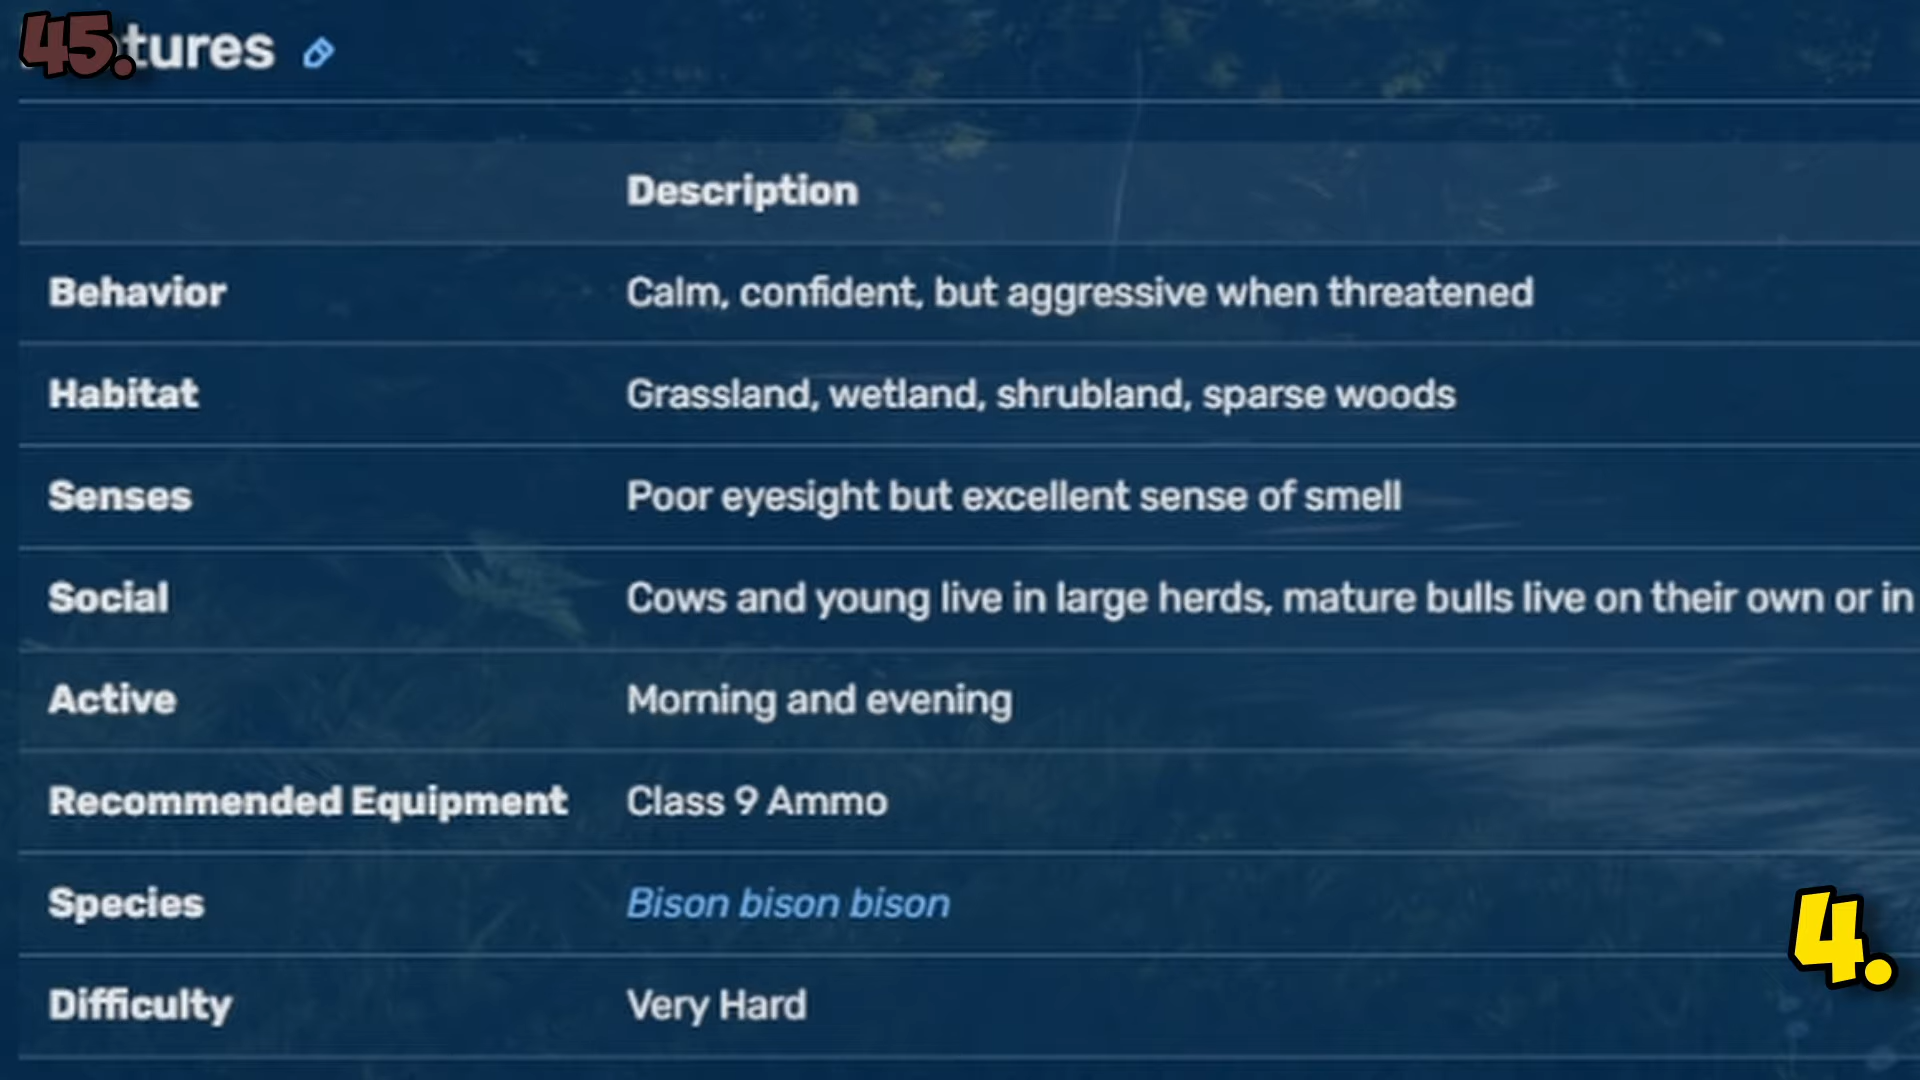 45.
tures
Description
Behavior Calm, confident, but aggressive when threatened
Habitat Grassland, wetland, shrubland, sparse woods
Senses Poor eyesight but excellent sense of smell
Social Cows and young live in large herds, mature bulls live on their own or in
Active Morning and evening
Recommended Equipment Class 9 Ammo
Species Bison bison bison
4.
Difficulty Very Hard